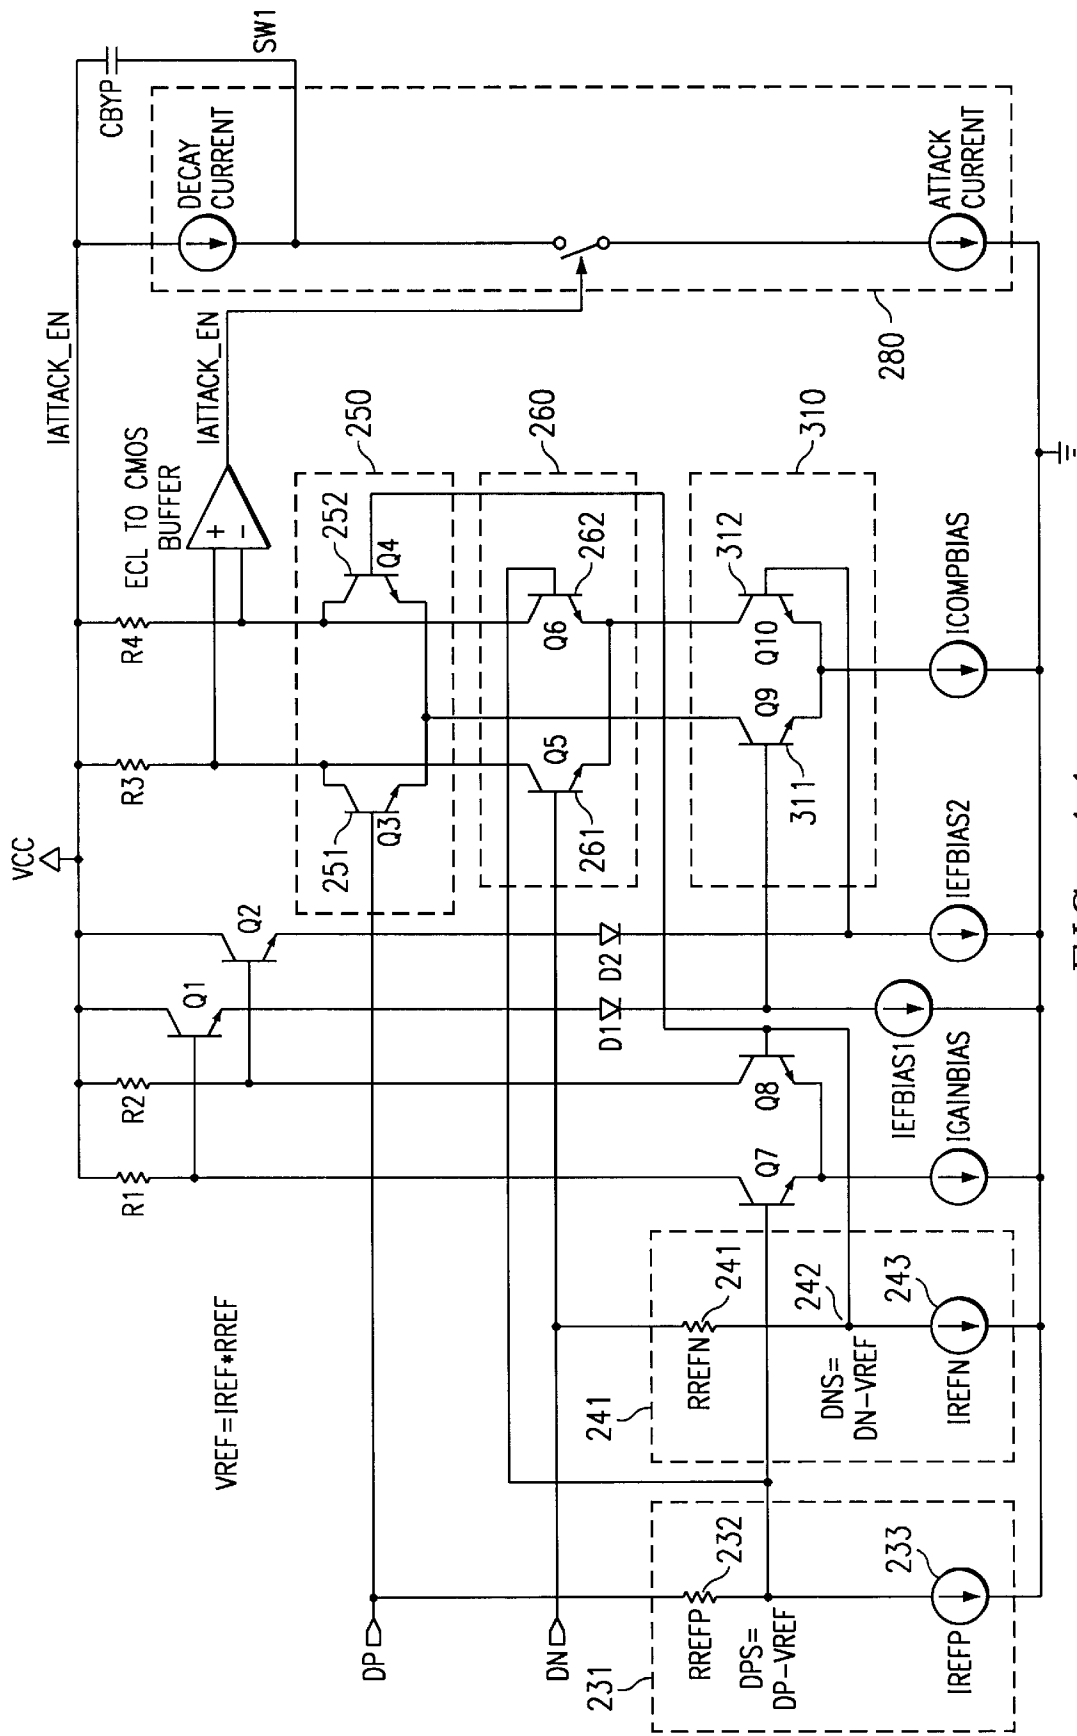 VCC
IATTACK_EN
CBYP
SW1
R1
R2
R3
R4
Q1
Q2
ECL TO CMOS
BUFFER
+
−
IATTACK_EN
DECAY
CURRENT
VREF=IREF*RREF
250
251
252
Q3
Q4
DP
260
261
262
Q5
Q6
DN
D1
D2
310
311
312
Q9
Q10
280
ATTACK
CURRENT
231
RREFP
232
DPS=
DP-VREF
233
IREFP
241
RREFN
241
242
DNS=
DN-VREF
243
IREFN
Q7
Q8
IGAINBIAS
IEFBIAS1
IEFBIAS2
ICOMPBIAS